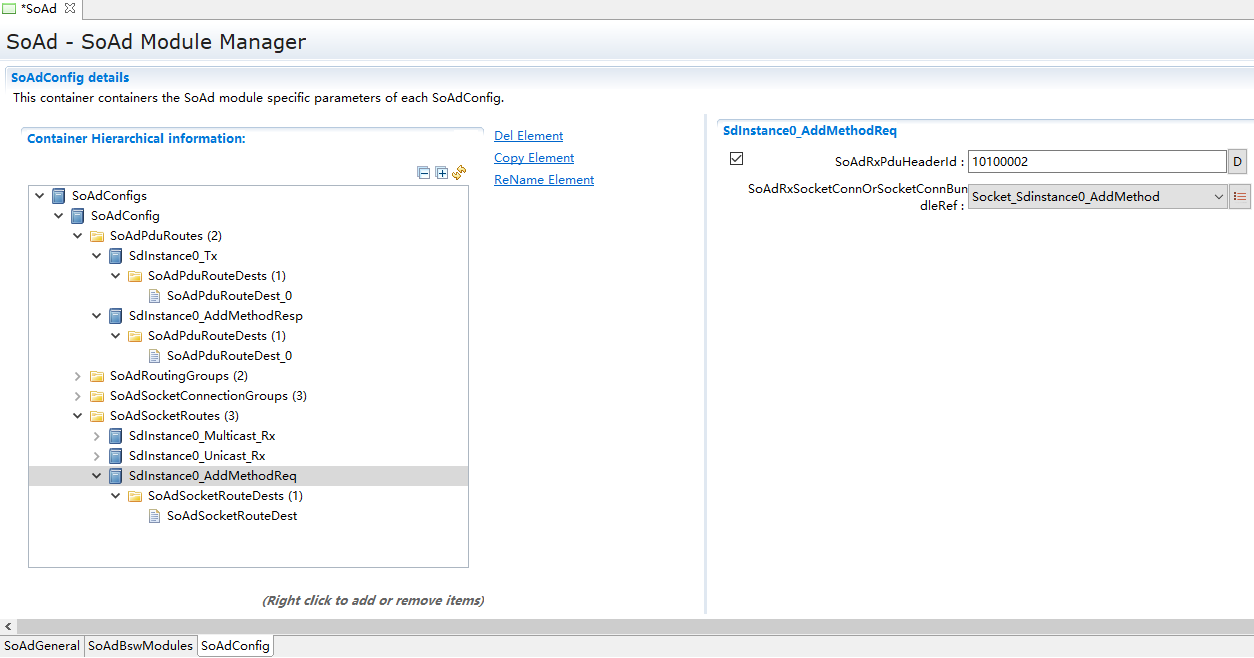 *SoAd
SoAd - SoAd Module Manager
SoAdConfig details
This container containers the SoAd module specific parameters of each SoAdConfig.
Container Hierarchical information:
Del Element
Copy Element
ReName Element
SoAdConfigs
SoAdConfig
SoAdPduRoutes (2)
SdInstance0_Tx
SoAdPduRouteDests (1)
SoAdPduRouteDest_0
SdInstance0_AddMethodResp
SoAdPduRouteDests (1)
SoAdPduRouteDest_0
SoAdRoutingGroups (2)
SoAdSocketConnectionGroups (3)
SoAdSocketRoutes (3)
SdInstance0_Multicast_Rx
SdInstance0_Unicast_Rx
SdInstance0_AddMethodReq
SoAdSocketRouteDests (1)
SoAdSocketRouteDest
(Right click to add or remove items)
SdInstance0_AddMethodReq
SoAdRxPduHeaderId : 10100002 D
SoAdRxSocketConnOrSocketConnBun
dleRef : Socket_Sdinstance0_AddMethod
SoAdGeneral SoAdBswModules SoAdConfig